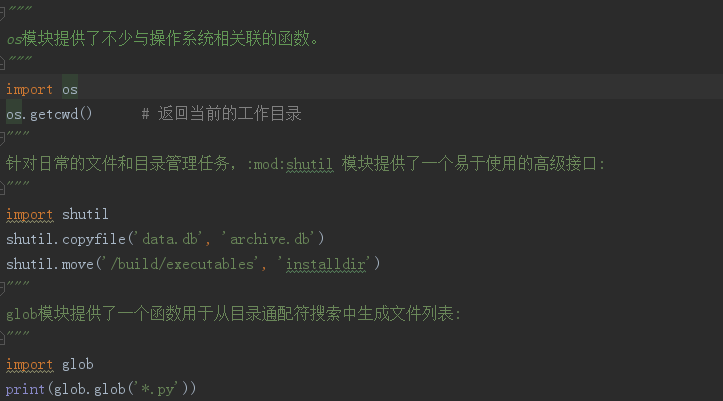 """
os模块提供了不少与操作系统相关联的函数。
"""
import os
os.getcwd()      # 返回当前的工作目录
"""
针对日常的文件和目录管理任务，:mod:shutil 模块提供了一个易于使用的高级接口:
"""
import shutil
shutil.copyfile('data.db', 'archive.db')
shutil.move('/build/executables', 'installdir')
"""
glob模块提供了一个函数用于从目录通配符搜索中生成文件列表:
"""
import glob
print(glob.glob('*.py'))